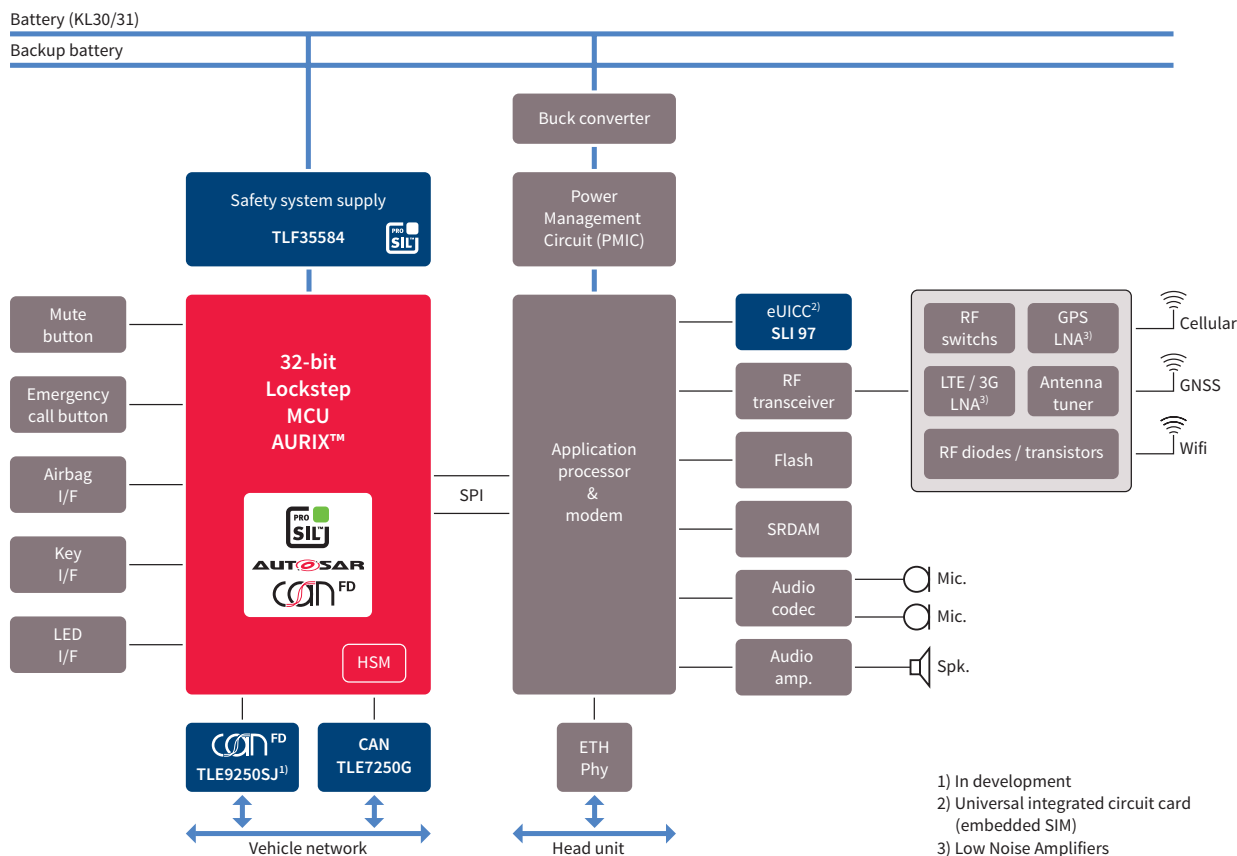 Battery (KL30/31)
Backup battery
Buck converter
Safety system supply
TLF35584
PRO
SIL™
Power
Management
Circuit (PMIC)
Mute
button
Emergency
call button
Airbag
I/F
Key
I/F
LED
I/F
32-bit
Lockstep
MCU
AURIX™
PRO
SIL™
AUTOSAR
CAN FD
HSM
SPI
Application
processor
&
modem
eUICC2)
SLI 97
RF
transceiver
Flash
SRDAM
Audio
codec
Audio
amp.
RF
switchs
GPS
LNA3)
LTE / 3G
LNA3)
Antenna
tuner
RF diodes / transistors
Cellular
GNSS
Wifi
Mic.
Mic.
Spk.
CAN FD
TLE9250SJ1)
CAN
TLE7250G
ETH
Phy
Vehicle network
Head unit
1) In development
2) Universal integrated circuit card
(embedded SIM)
3) Low Noise Amplifiers